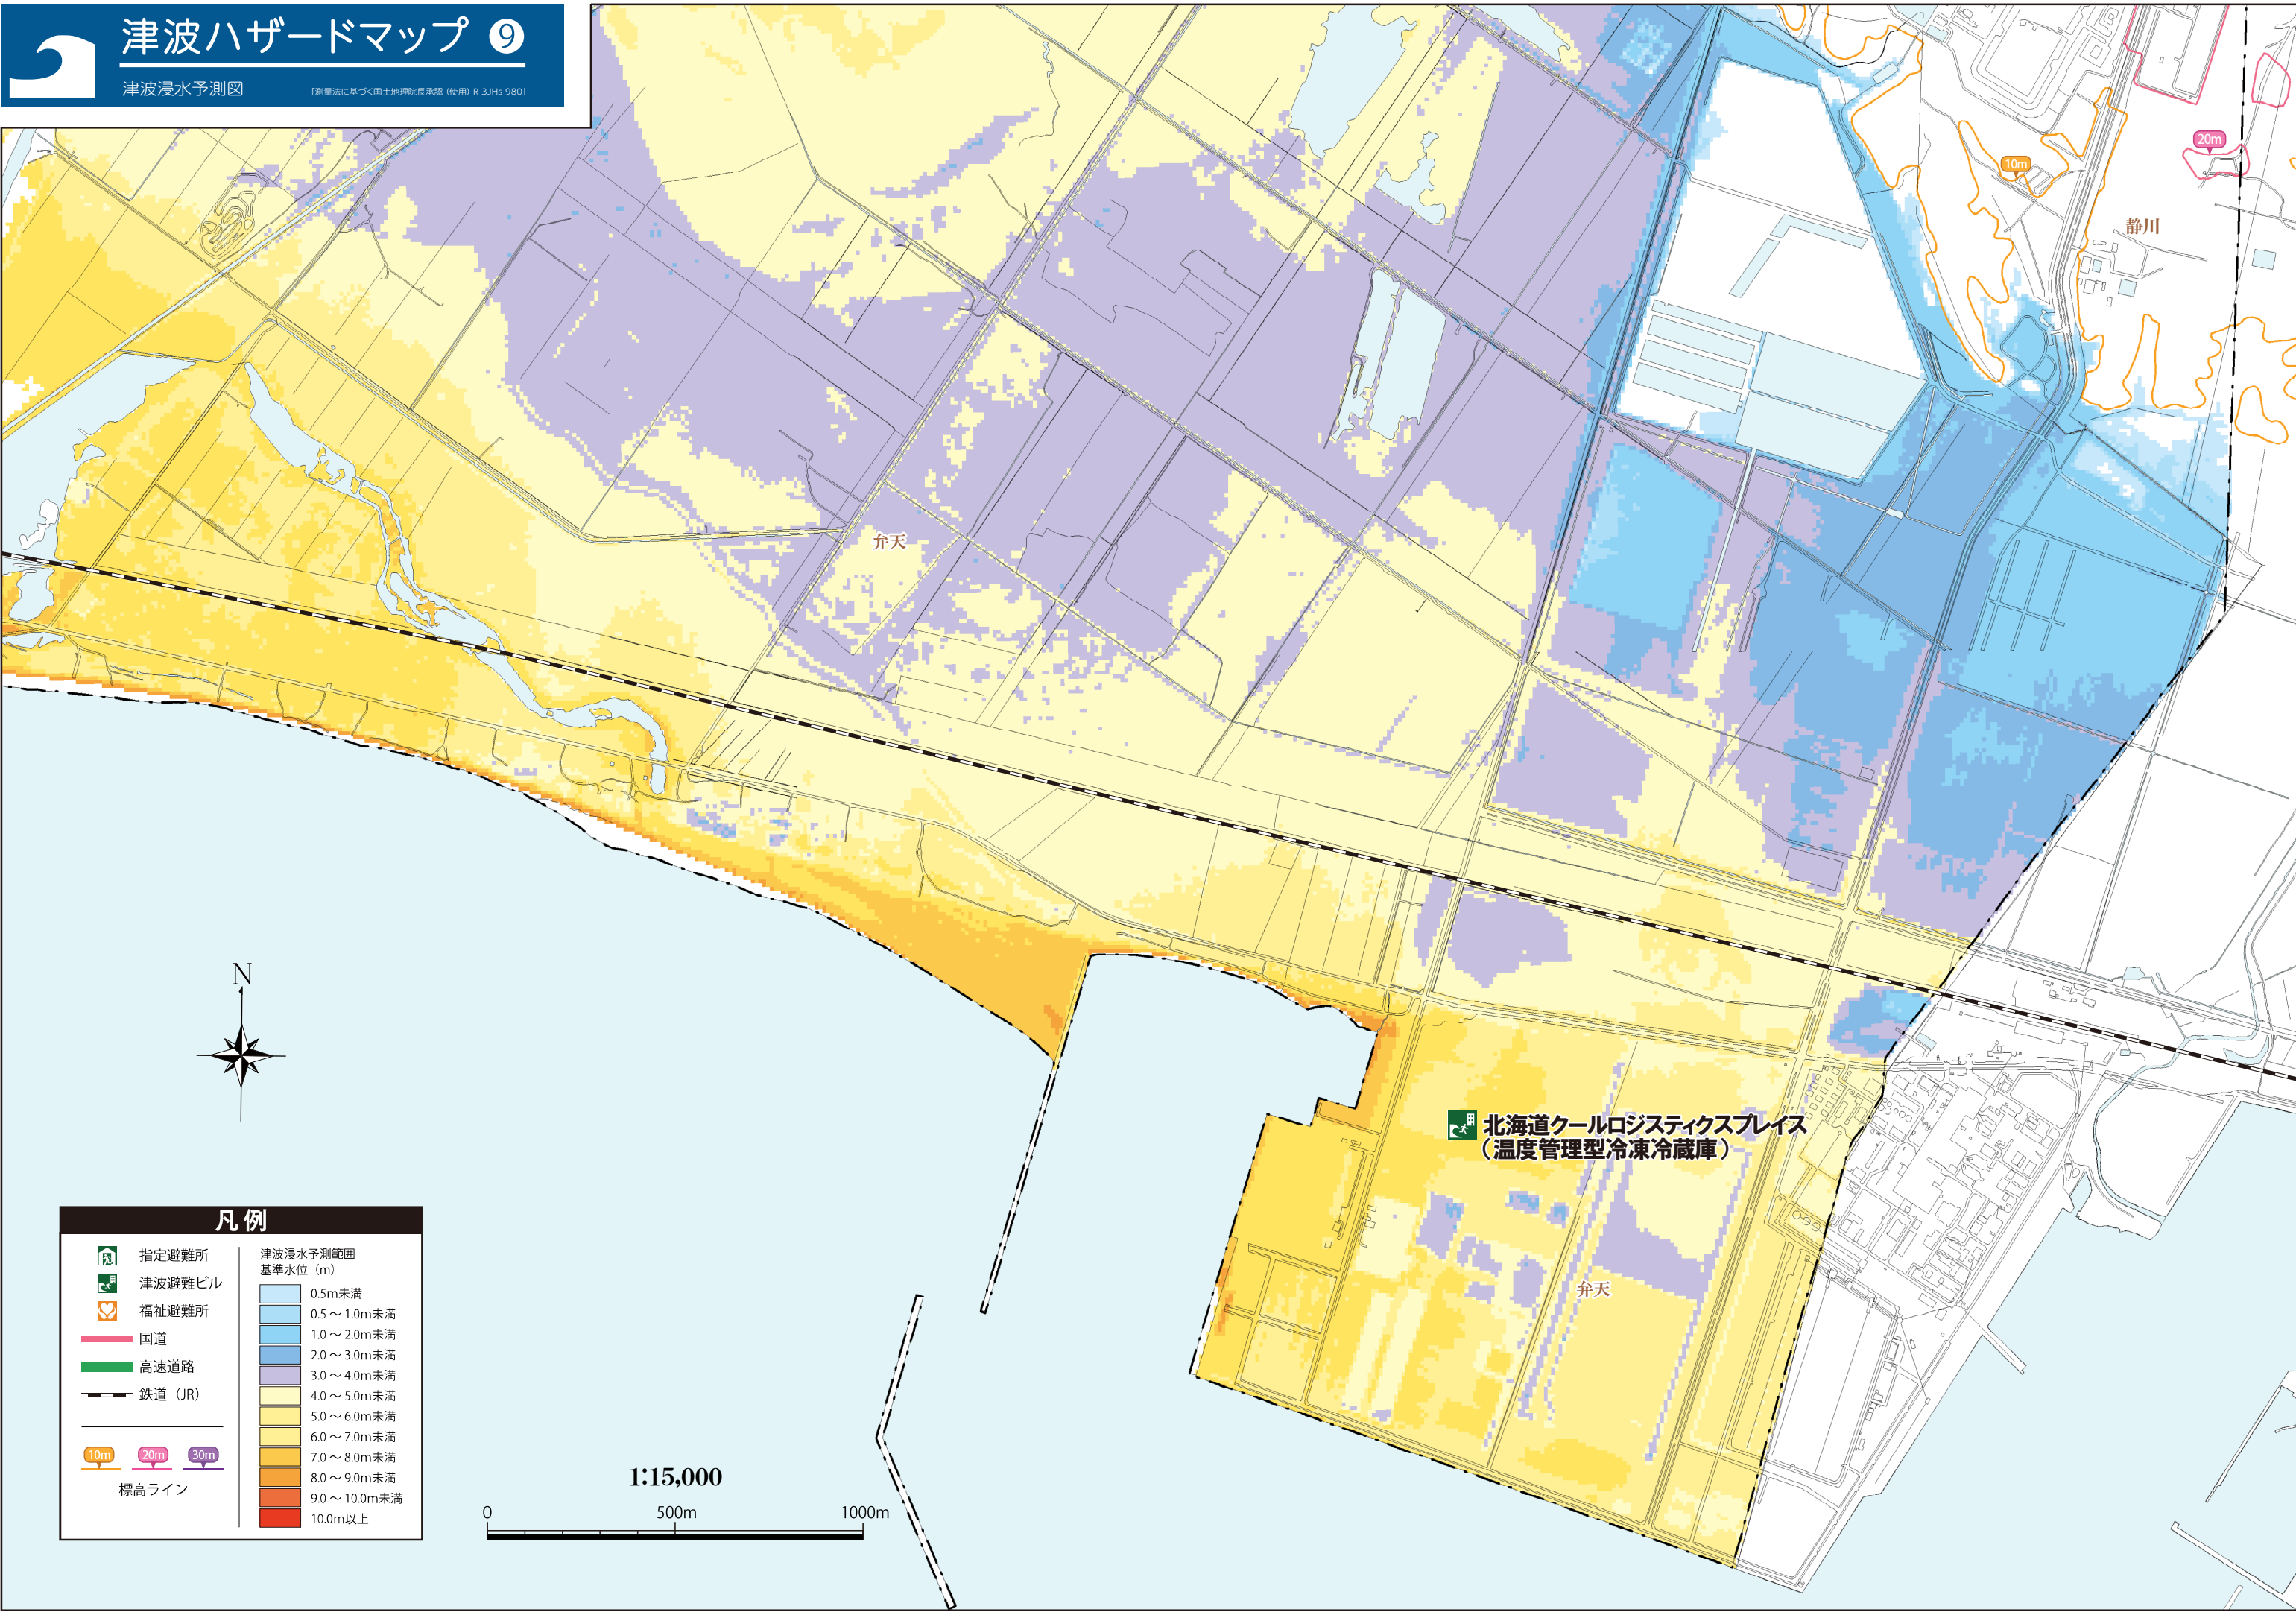 津波ハザードマップ ⑨
津波浸水予測図
「測量法に基づく国土地理院長承認（使用）R 3JHs 980」
10m
20m
静川
弁天
N
北海道クールロジスティクスプレイス
（温度管理型冷凍冷蔵庫）
弁天
凡例
指定避難所
津波避難ビル
福祉避難所
国道
高速道路
鉄道（JR）
10m 20m 30m
標高ライン
津波浸水予測範囲
基準水位（m）
0.5m未満
0.5～1.0m未満
1.0～2.0m未満
2.0～3.0m未満
3.0～4.0m未満
4.0～5.0m未満
5.0～6.0m未満
6.0～7.0m未満
7.0～8.0m未満
8.0～9.0m未満
9.0～10.0m未満
10.0m以上
1:15,000
0 500m 1000m